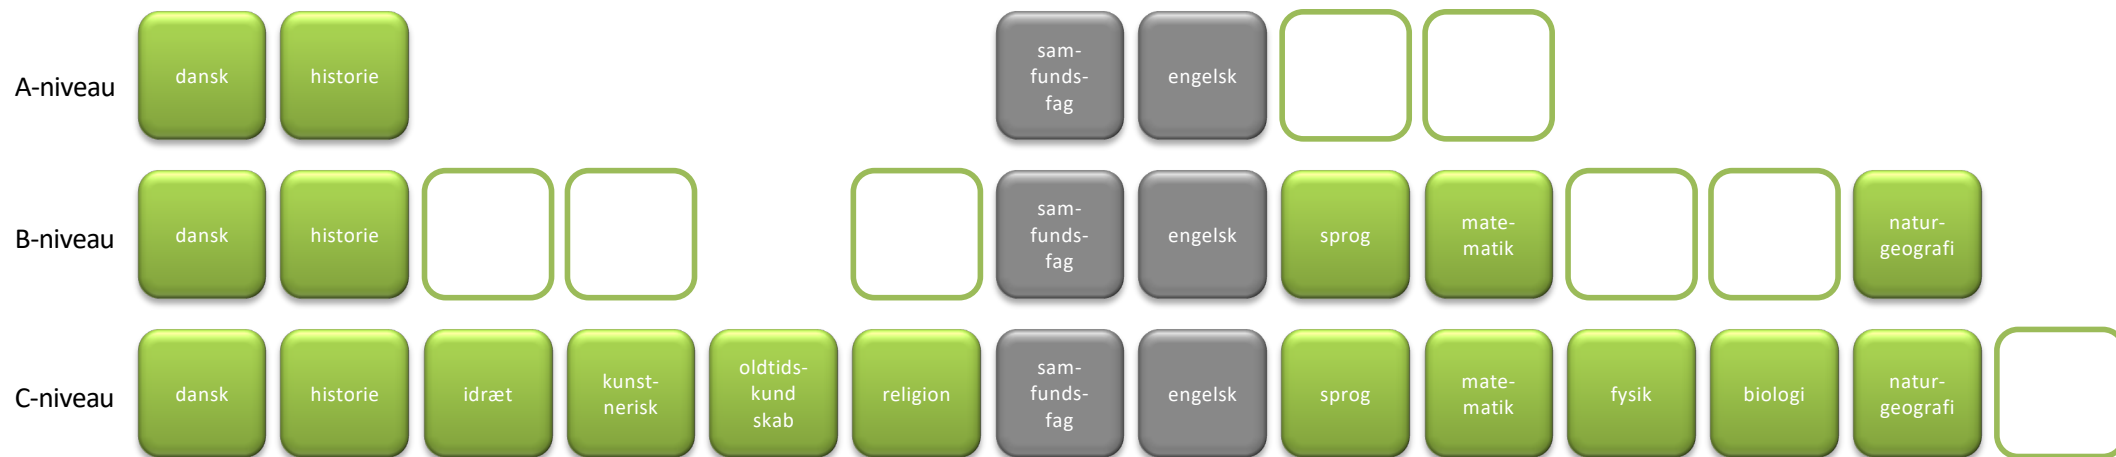 A-niveau
dansk
historie
sam-
funds-
fag
engelsk
B-niveau
dansk
historie
sam-
funds-
fag
engelsk
sprog
mate-
matik
natur-
geografi
C-niveau
dansk
historie
idræt
kunst-
nerisk
oldtids-
kund
skab
religion
sam-
funds-
fag
engelsk
sprog
mate-
matik
fysik
biologi
natur-
geografi